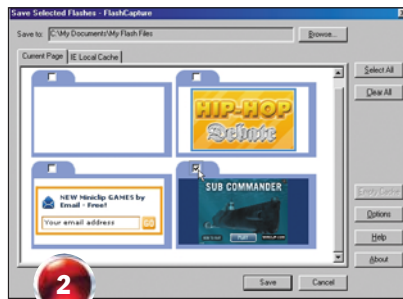 Save Selected Flashes - FlashCapture
Save to: C:\My Documents\My Flash Files
Browse...
Current Page
IE Local Cache
Select All
Clear All
HIP-HOP
Debate
NEW Miniclip GAMES by
Email - Free!
Your email address
GO
SUB COMMANDER
PLAY
Empty Cache
Options
Help
About
Save
Cancel
2